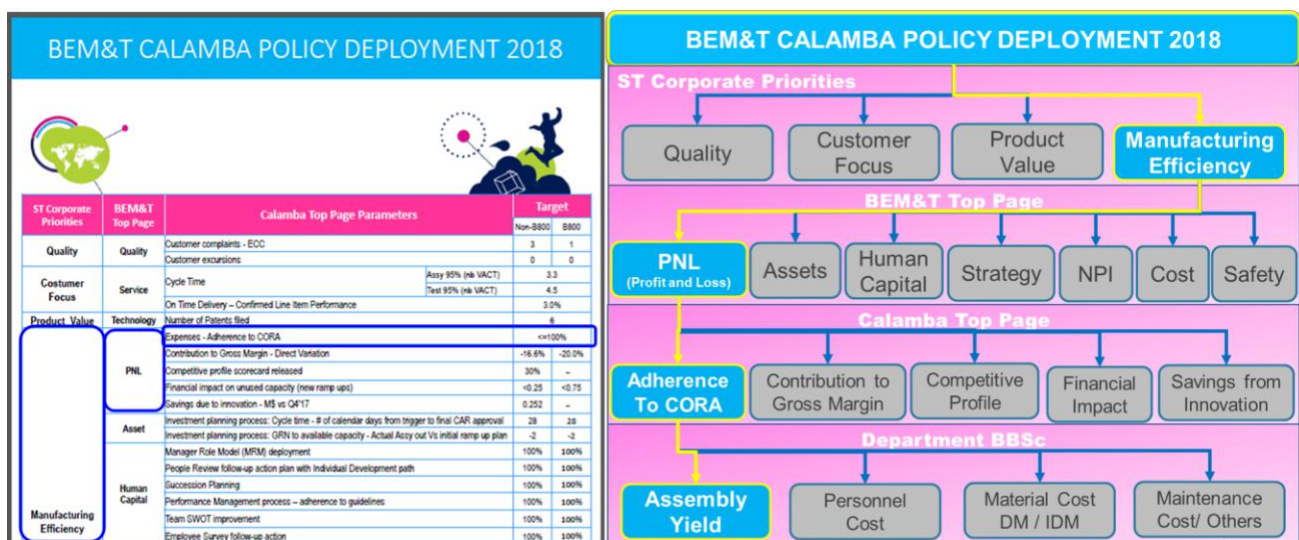 BEM&T CALAMBA POLICY DEPLOYMENT 2018
ST Corporate Priorities
BEM&T Top Page
Calamba Top Page Parameters
Target
Non-B800 B800
Quality
Quality
Customer complaints - ECC 3 1
Customer excursions 0 0
Costumer Focus
Service
Cycle Time
Assy 95% (nb VACT) 3.3
Test 95% (nb VACT) 4.5
On Time Delivery – Confirmed Line Item Performance 3.0%
Product Value Technology Number of Patents filed 6
Manufacturing Efficiency
PNL
Expenses - Adherence to CORA <=100%
Contribution to Gross Margin - Direct Variation -16.6% -20.0%
Competitive profile scorecard released 30% –
Financial impact on unused capacity (new ramp ups) <0.25 <0.75
Savings due to innovation - M$ vs Q4'17 0.252 –
Asset
Investment planning process: Cycle time - # of calendar days from trigger to final CAR approval 28 28
Investment planning process: GRN to available capacity - Actual Assy out Vs initial ramp up plan -2 -2
Human Capital
Manager Role Model (MRM) deployment 100% 100%
People Review follow-up action plan with Individual Development path 100% 100%
Succession Planning 100% 100%
Performance Management process – adherence to guidelines 100% 100%
Team SWOT improvement 100% 100%
Employee Survey follow-up action 100% 100%
BEM&T CALAMBA POLICY DEPLOYMENT 2018
ST Corporate Priorities
Quality
Customer Focus
Product Value
Manufacturing Efficiency
BEM&T Top Page
PNL
(Profit and Loss)
Assets
Human Capital
Strategy
NPI
Cost
Safety
Calamba Top Page
Adherence To CORA
Contribution to Gross Margin
Competitive Profile
Financial Impact
Savings from Innovation
Department BBSc
Assembly Yield
Personnel Cost
Material Cost DM / IDM
Maintenance Cost/ Others